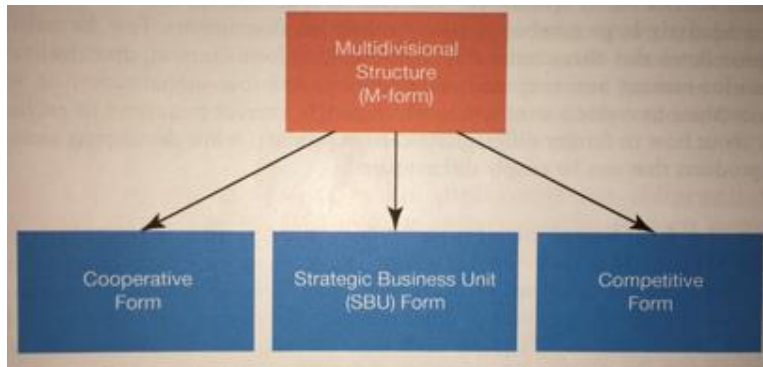 Multidivisional
Structure
(M-form)
Cooperative
Form
Strategic Business Unit
(SBU) Form
Competitive
Form